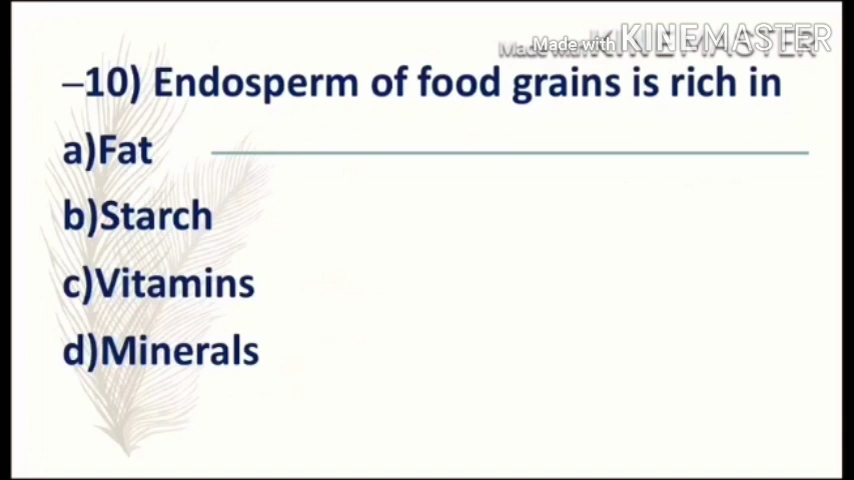 Made with KINEMASTER
–10) Endosperm of food grains is rich in
a)Fat
b)Starch
c)Vitamins
d)Minerals